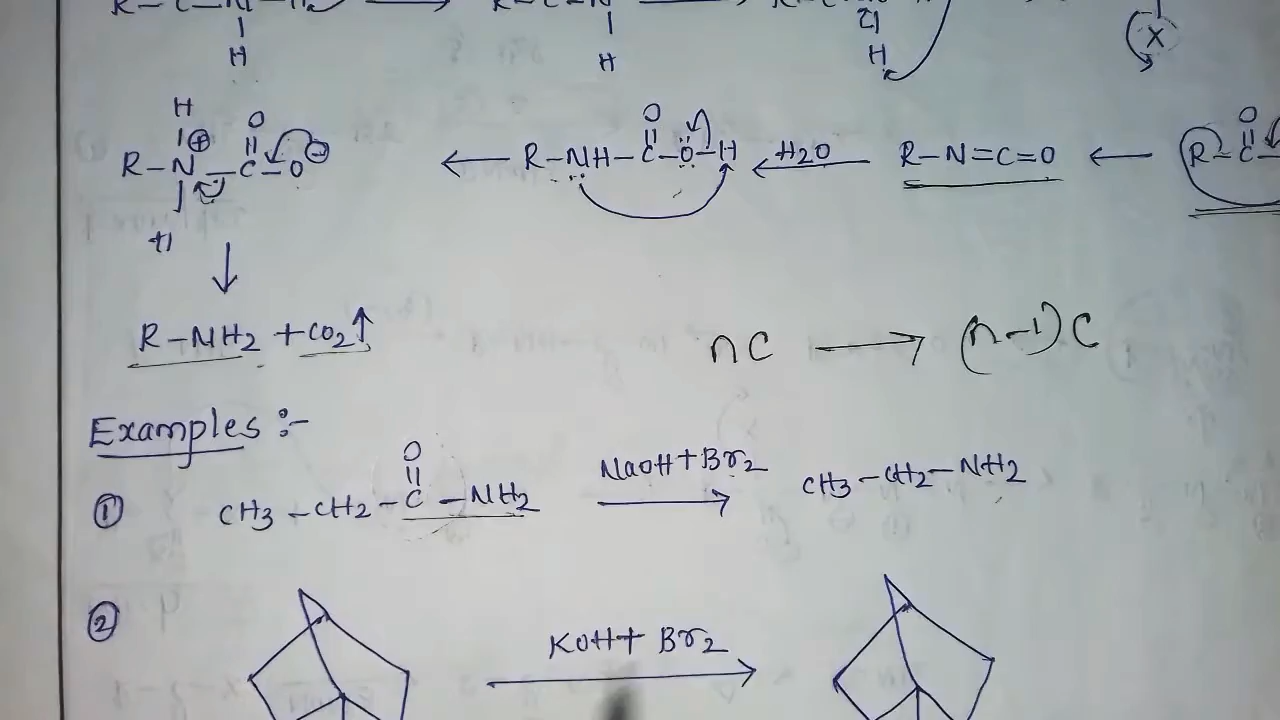 R-C-N-H → R-C-N →
H H H X
R-N⊕(H)(H)-C(=O)-O⊖ ← R-NH-C(=O)-O-H ←H2O R-N=C=O ← R-C(=O)-
R-NH2 + CO2↑
nC → (n-1)C
Examples :-
① CH3-CH2-C(=O)-NH2 NaOH+Br2 → CH3-CH2-NH2
② KOH+ Br2 →